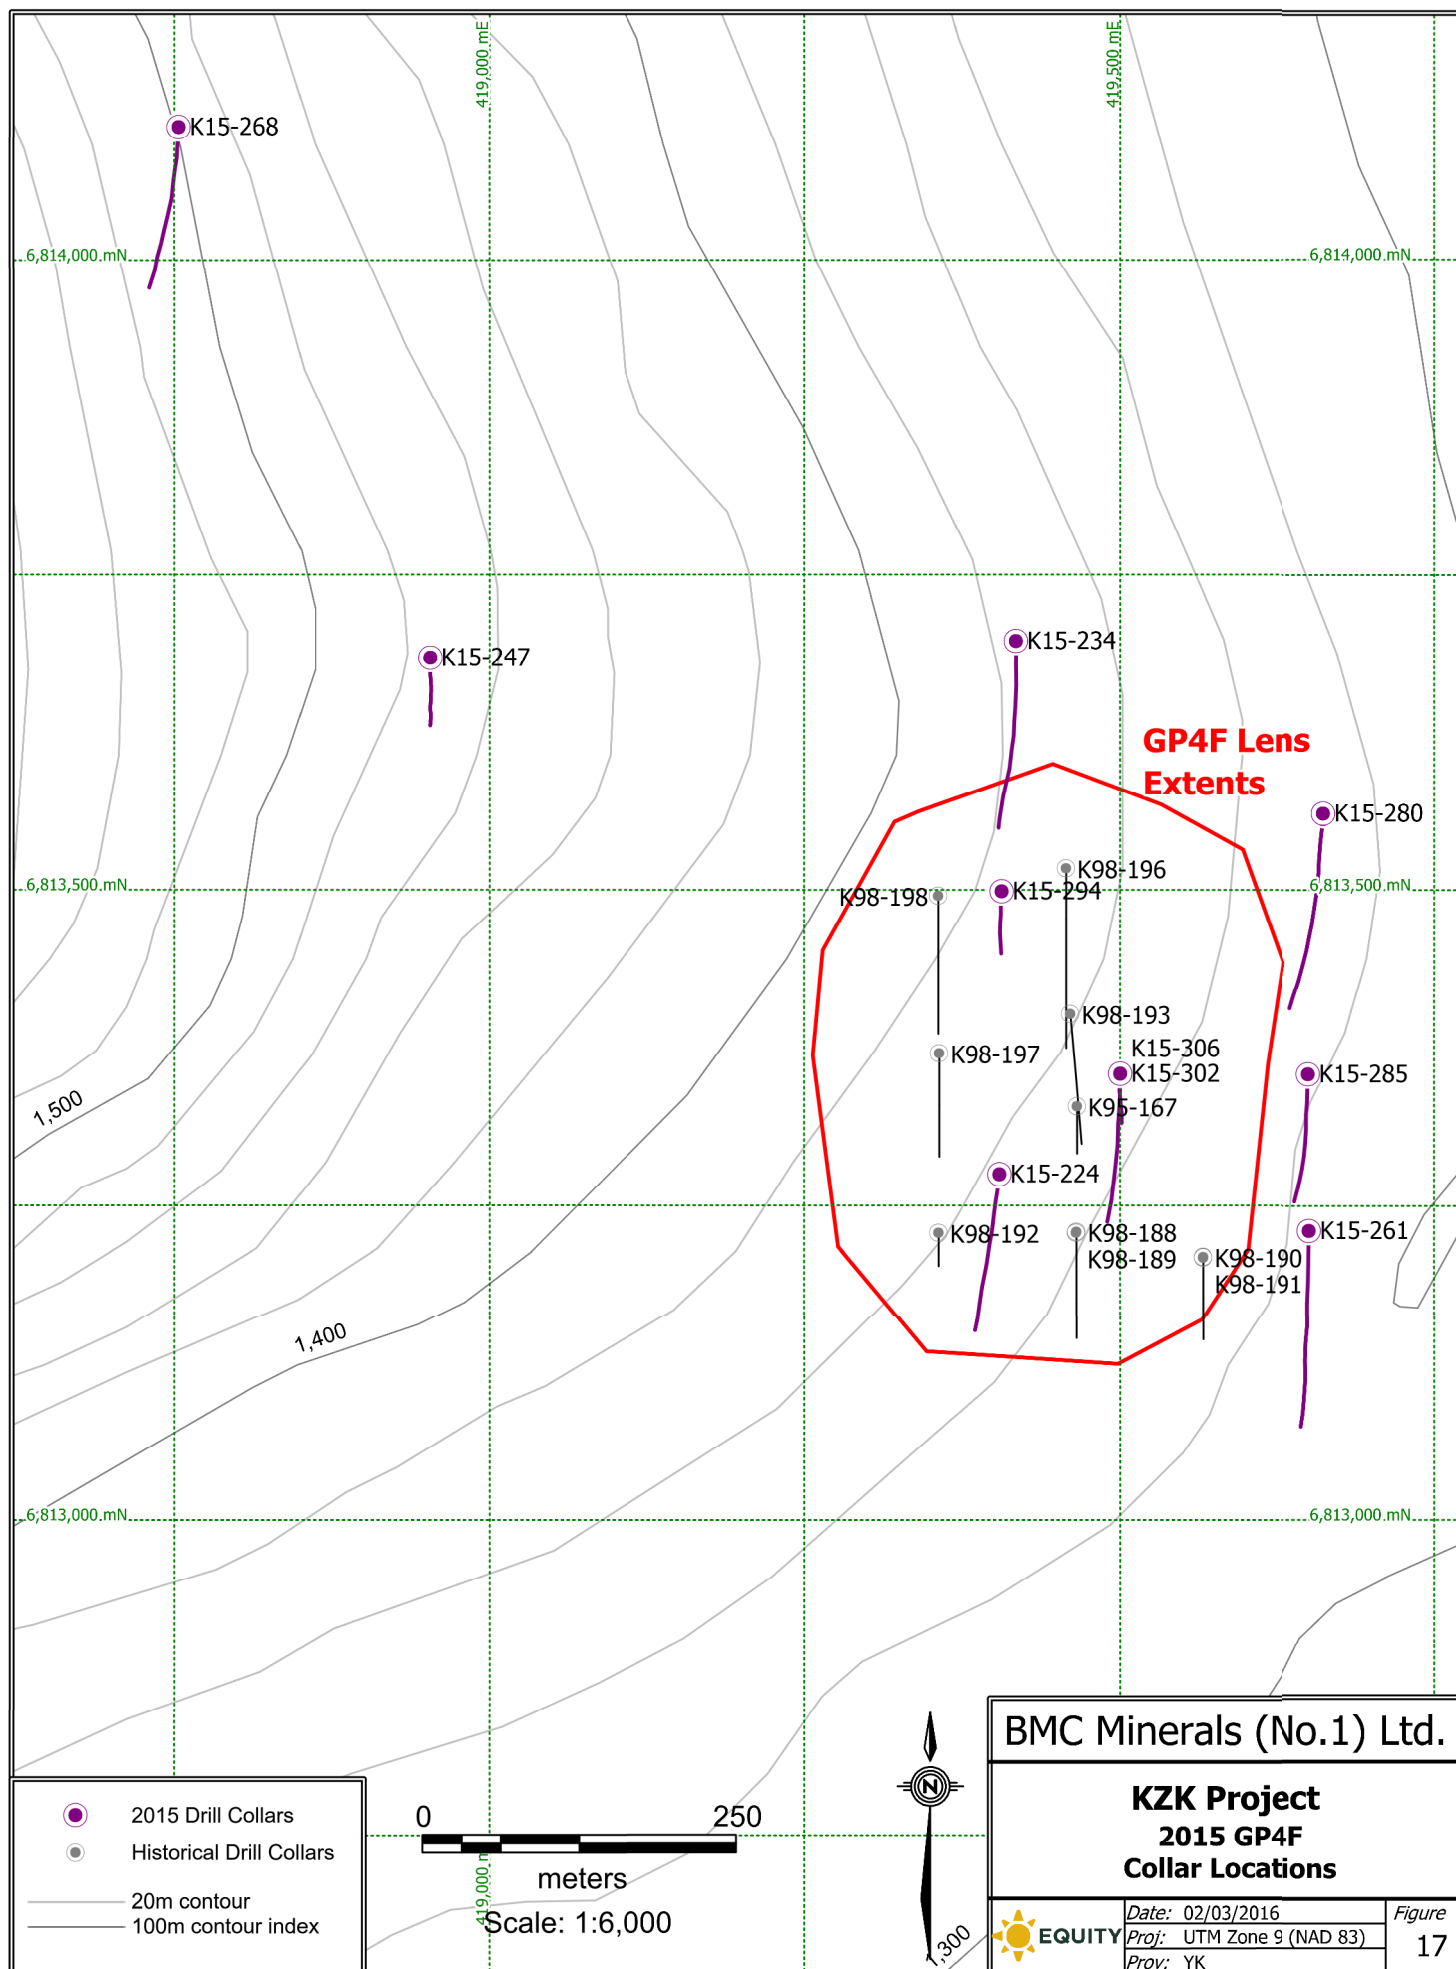 419,000 mE
419,500 mE
K15-268
6,814,000 mN
6,814,000 mN
K15-234
K15-247
GP4F Lens
Extents
K15-280
K98-196
6,813,500 mN
K98-198
K15-294
6,813,500 mN
K98-193
K15-306
K98-197
K15-302
K15-285
1,500
K95-167
K15-224
K98-192
K98-188
K15-261
K98-189
K98-190
K98-191
1,400
6,813,000 mN
6,813,000 mN
BMC Minerals (No.1) Ltd.
KZK Project
2015 GP4F
Collar Locations
2015 Drill Collars
Historical Drill Collars
20m contour
100m contour index
0
250
meters
Scale: 1:6,000
419,000 m
N
1,300
EQUITY
Date: 02/03/2016
Proj: UTM Zone 9 (NAD 83)
Prov: YK
Figure
17